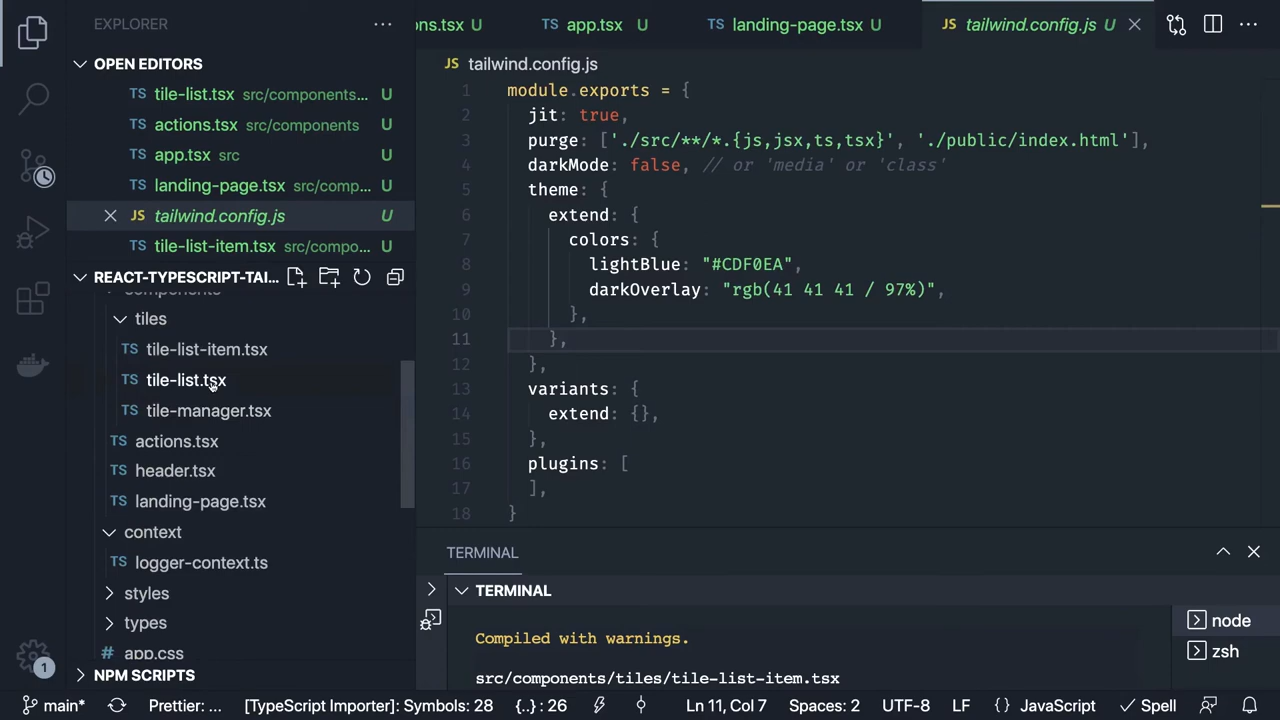 EXPLORER
OPEN EDITORS
TS tile-list.tsx src/components... U
TS actions.tsx src/components U
TS app.tsx src U
TS landing-page.tsx src/comp... U
JS tailwind.config.js U
TS tile-list-item.tsx src/compo... U
REACT-TYPESCRIPT-TAI...
components
tiles
TS tile-list-item.tsx
TS tile-list.tsx
TS tile-manager.tsx
TS actions.tsx
TS header.tsx
TS landing-page.tsx
context
TS logger-context.ts
styles
types
app.css
NPM SCRIPTS
ons.tsx U
TS app.tsx U
TS landing-page.tsx U
JS tailwind.config.js U
JS tailwind.config.js
1 module.exports = {
2 jit: true,
3 purge: ['./src/**/*.{js,jsx,ts,tsx}', './public/index.html'],
4 darkMode: false, // or 'media' or 'class'
5 theme: {
6 extend: {
7 colors: {
8 lightBlue: "#CDF0EA",
9 darkOverlay: "rgb(41 41 41 / 97%)",
10 },
11 },
12 },
13 variants: {
14 extend: {},
15 },
16 plugins: [
17 ],
18 }
TERMINAL
TERMINAL
Compiled with warnings.
src/components/tiles/tile-list-item.tsx
node
zsh
1
main*
Prettier: ...
[TypeScript Importer]: Symbols: 28
{..} : 26
Ln 11, Col 7
Spaces: 2
UTF-8
LF
{} JavaScript
Spell